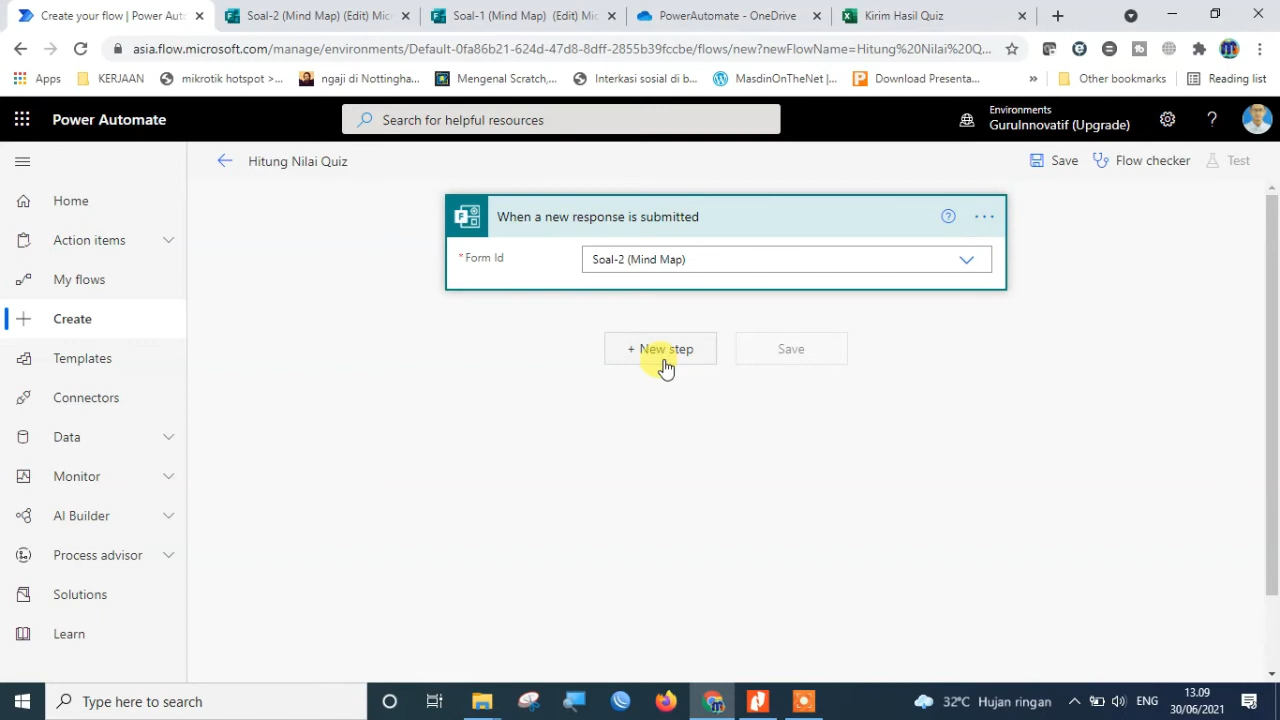 Power Automate - OneDrive
Kirim Hasil Quiz
Create your flow | Power Aut
Soal-2 (Mind Map) (Edit) Mic
Soal-1 (Mind Map) (Edit) M
asia.flow.microsoft.com/manage/environments/Default-0fa86b21-624d-47d8-8dff-2855b39fccbe/flows/new?newFlowName=Hitung%20Nilai%20Q...
Apps
KERJAAN
mikrotik hotspot >...
ngaji di Nottingha...
Mengenal Scratch,...
Interkasi sosial di b...
MasdinOnTheNet |...
Download Presenta...
»
Other bookmarks
Reading list
Power Automate
Search for helpful resources
Environments
GuruInnovatif (Upgrade)
Hitung Nilai Quiz
Save
Flow checker
Test
Home
Action items
My flows
Create
Templates
Connectors
Data
Monitor
AI Builder
Process advisor
Solutions
Learn
When a new response is submitted
* Form Id
Soal-2 (Mind Map)
+ New step
Save
Type here to search
32°C Hujan ringan
ENG
13.09
30/06/2021